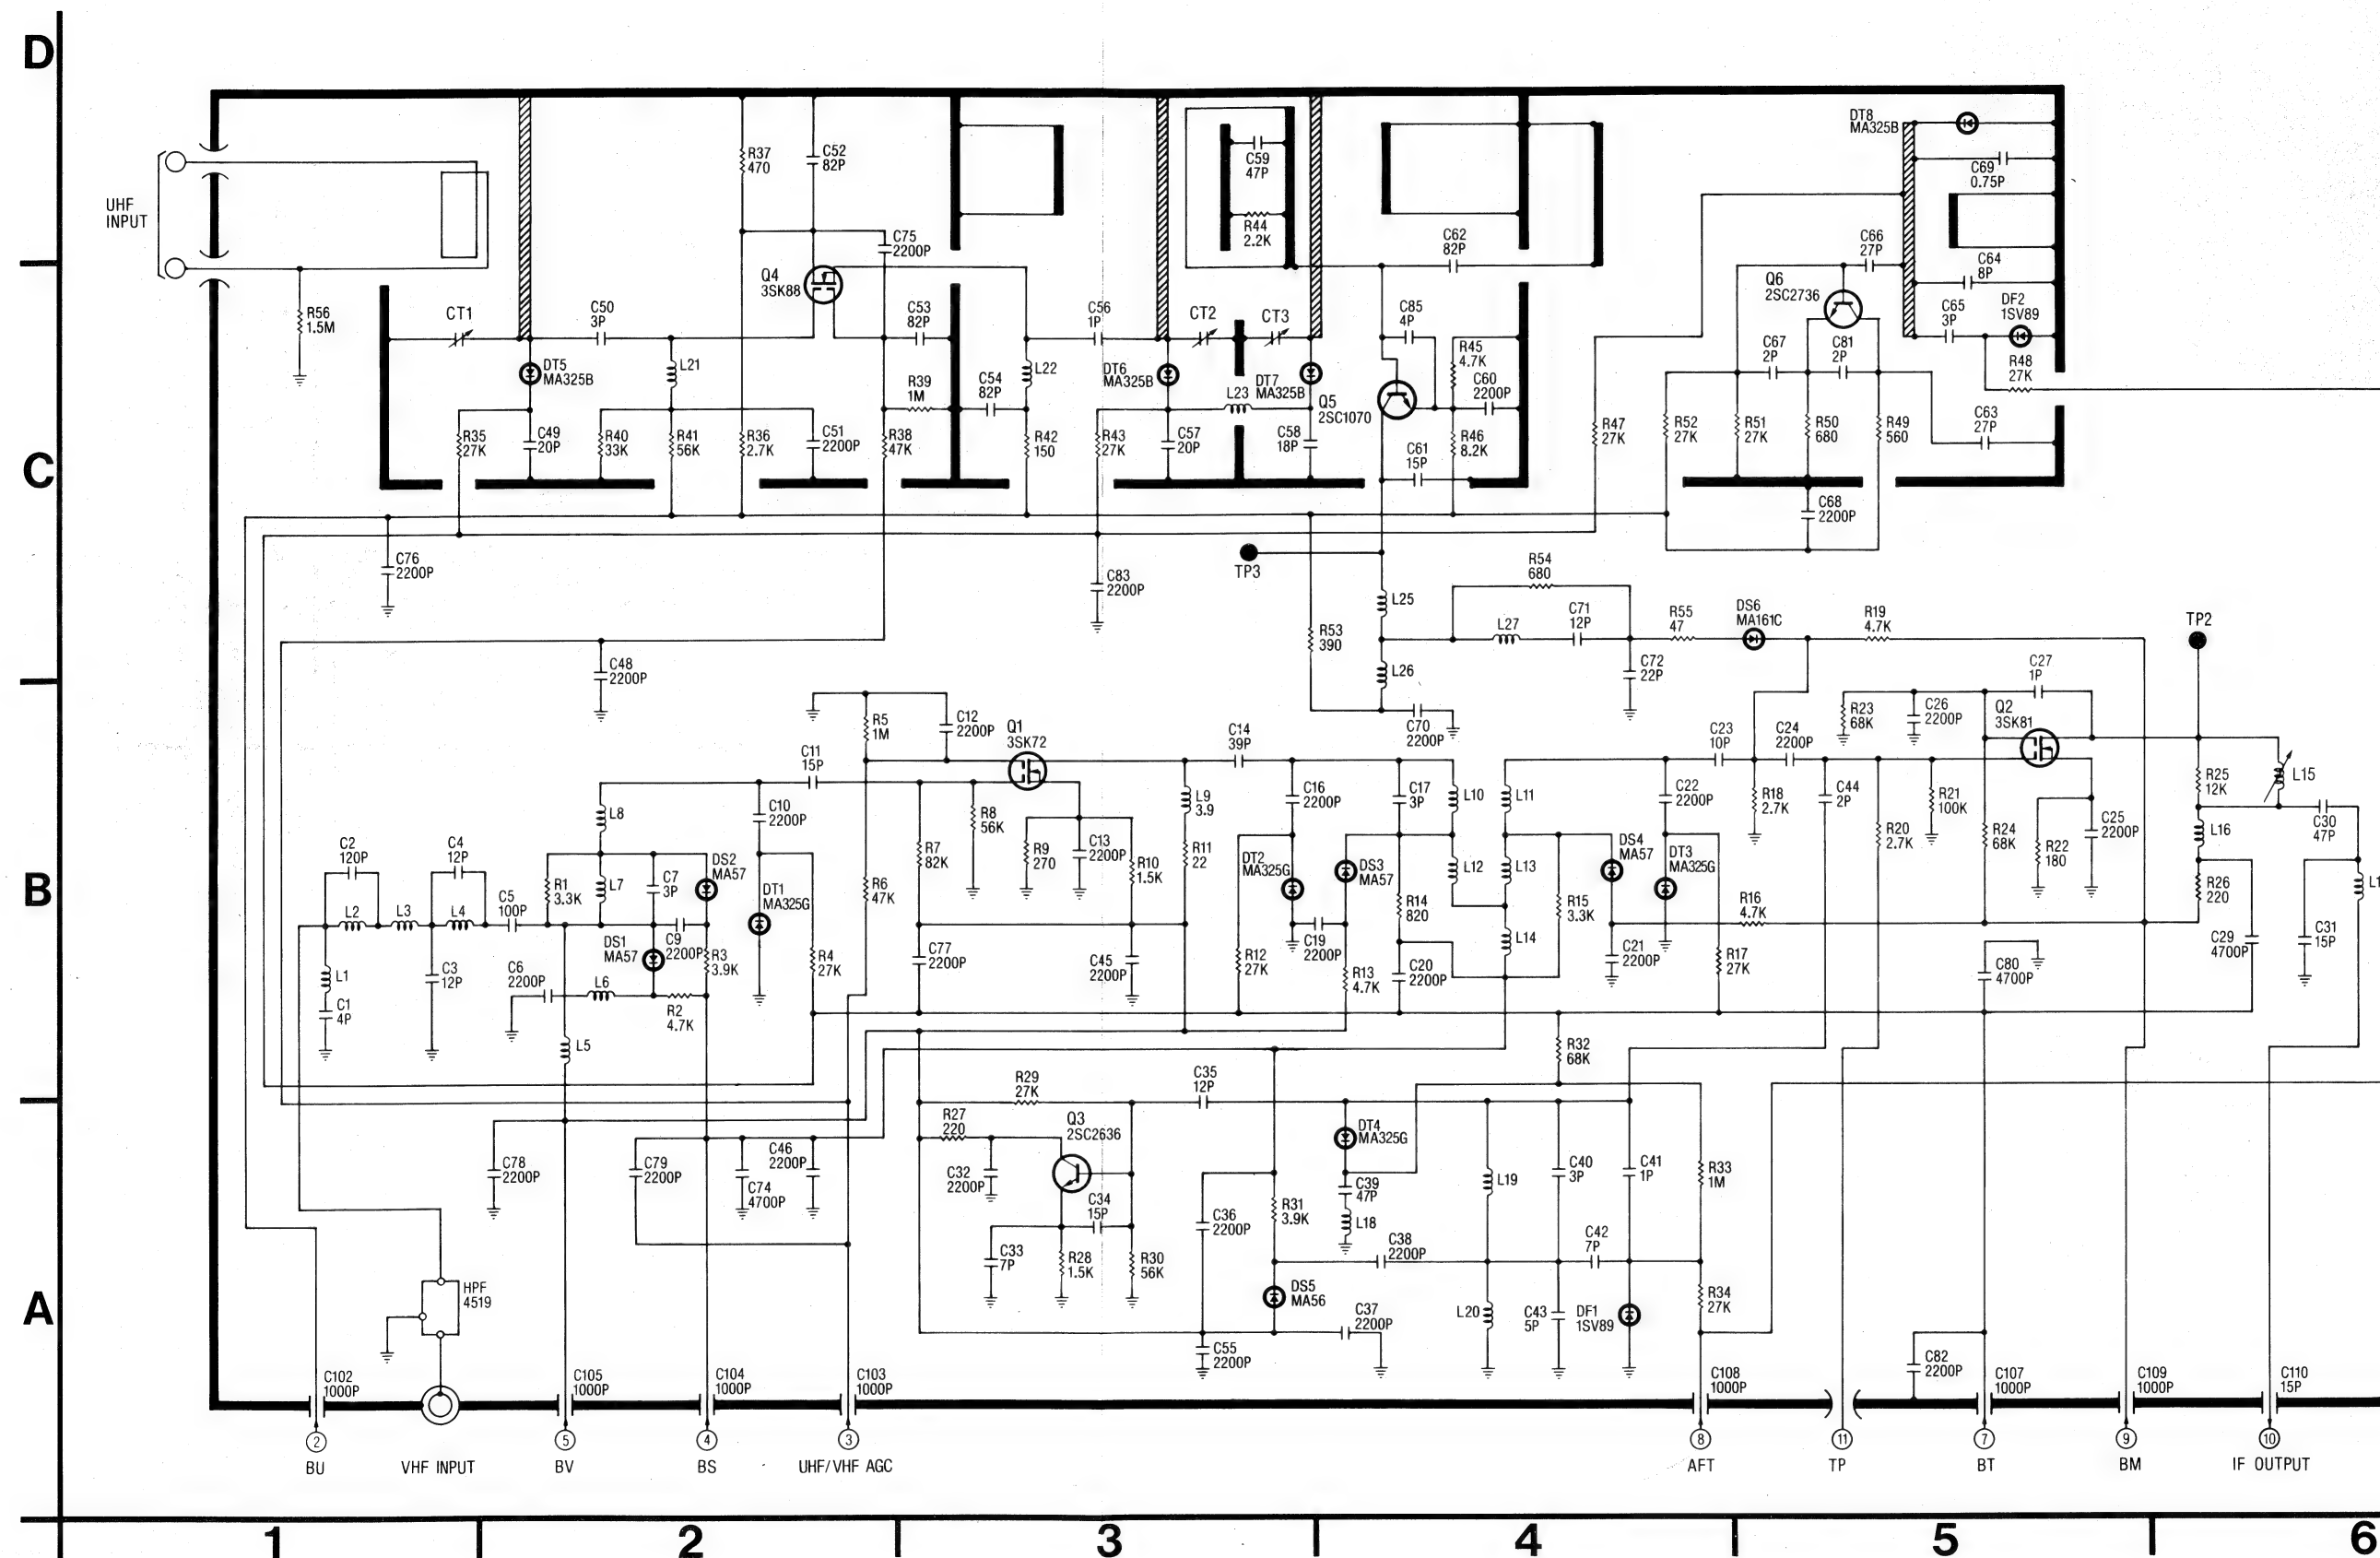 D
DT8
MA325B
R37
470
C52
82P
C59
47P
C69
0.75P
UHF
INPUT
R44
2.2K
C75
2200P
C62
82P
C66
27P
C64
8P
Q4
3SK88
Q6
2SC2736
R56
1.5M
CT1
C50
3P
C53
82P
C56
1P
CT2
CT3
C85
4P
C65
3P
DF2
1SV89
R45
4.7K
C67
2P
C81
2P
DT5
MA325B
L21
R39
1M
C54
82P
L22
DT6
MA325B
L23
DT7
MA325B
Q5
2SC1070
C60
2200P
R48
27K
R35
27K
C49
20P
R40
33K
R41
56K
R36
2.7K
C51
2200P
R38
47K
R42
150
R43
27K
C57
20P
C58
18P
C61
15P
R46
8.2K
R47
27K
R52
27K
R51
27K
R50
680
R49
560
C63
27P
C
C68
2200P
C76
2200P
C83
2200P
TP3
R54
680
L25
L27
C71
12P
R55
47
DS6
MA161C
R19
4.7K
TP2
R53
390
C48
2200P
L26
C72
22P
C27
1P
R5
1M
C12
2200P
Q1
3SK72
C14
39P
C70
2200P
C23
10P
C24
2200P
R23
68K
C26
2200P
Q2
3SK81
C11
15P
C10
2200P
L8
R8
56K
L9
3.9
C16
2200P
C17
3P
L10
L11
C22
2200P
R18
2.7K
C44
2P
R21
100K
R25
12K
L15
C30
47P
C2
120P
C4
12P
R7
82K
R9
270
C13
2200P
R10
1.5K
R11
22
DT2
MA325G
DS3
MA57
L12
L13
DS4
MA57
DT3
MA325G
R20
2.7K
R24
68K
R22
180
C25
2200P
L16
B
R1
3.3K
L7
C7
3P
DS2
MA57
DT1
MA325G
R6
47K
R14
820
R15
3.3K
R16
4.7K
R26
220
L1
L2
L3
L4
C5
100P
DS1
MA57
C9
2200P
R3
3.9K
R4
27K
C77
2200P
C45
2200P
R12
27K
C19
2200P
R13
4.7K
C20
2200P
L14
C21
2200P
R17
27K
C80
4700P
C29
4700P
C31
15P
L1
C1
4P
C3
12P
C6
2200P
L6
R2
4.7K
L5
R32
68K
R29
27K
C35
12P
R27
220
Q3
2SC2636
DT4
MA325G
C78
2200P
C79
2200P
C46
2200P
C74
4700P
C32
2200P
C34
15P
C36
2200P
R31
3.9K
C39
47P
L18
L19
C40
3P
C41
1P
R33
1M
C33
7P
R28
1.5K
R30
56K
C38
2200P
C42
7P
HPF
4519
A
DS5
MA56
C37
2200P
C55
2200P
L20
C43
5P
DF1
1SV89
R34
27K
C82
2200P
C102
1000P
C105
1000P
C104
1000P
C103
1000P
C108
1000P
C107
1000P
C109
1000P
C110
15P
2
5
4
3
8
11
7
9
10
BU
VHF INPUT
BV
BS
UHF/VHF AGC
AFT
TP
BT
BM
IF OUTPUT
1
2
3
4
5
6